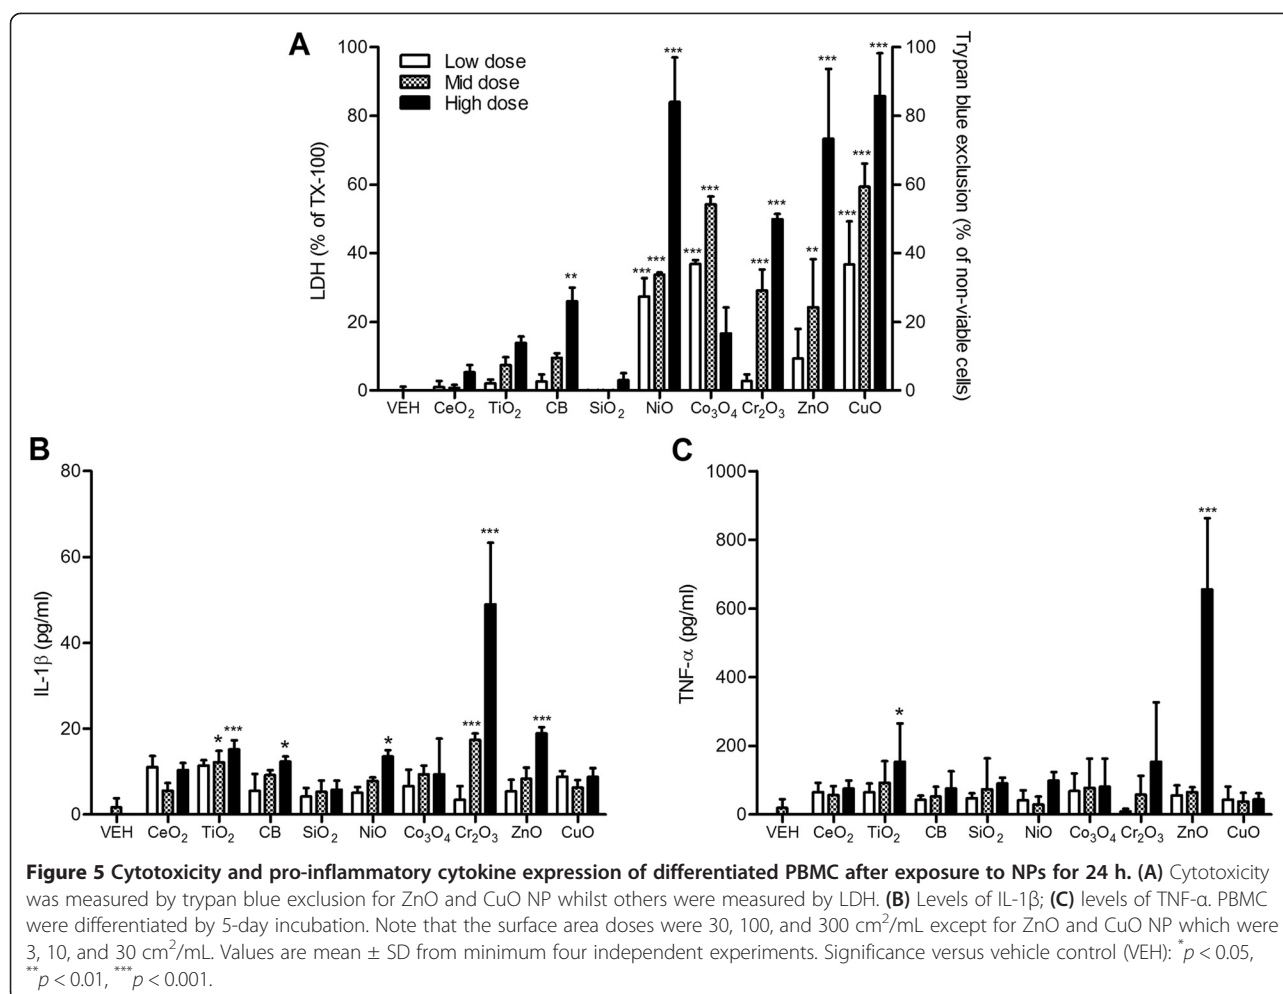 A
Low dose
Mid dose
High dose
LDH (% of TX-100)
100
80
60
40
20
0
Trypan blue exclusion (% of non-viable cells)
100
80
60
40
20
0
*** *** *** *** *** ** *** *** *** *** ** *** *** *** ***
VEH CeO₂ TiO₂ CB SiO₂ NiO Co₃O₄ Cr₂O₃ ZnO CuO
B
IL-1β (pg/ml)
80
60
40
20
0
* *** * * *** *** ***
VEH CeO₂ TiO₂ CB SiO₂ NiO Co₃O₄ Cr₂O₃ ZnO CuO
C
TNF-α (pg/ml)
1000
800
600
400
200
0
* ***
VEH CeO₂ TiO₂ CB SiO₂ NiO Co₃O₄ Cr₂O₃ ZnO CuO
Figure 5 Cytotoxicity and pro-inflammatory cytokine expression of differentiated PBMC after exposure to NPs for 24 h. (A) Cytotoxicity
was measured by trypan blue exclusion for ZnO and CuO NP whilst others were measured by LDH. (B) Levels of IL-1β; (C) levels of TNF-α. PBMC
were differentiated by 5-day incubation. Note that the surface area doses were 30, 100, and 300 cm²/mL except for ZnO and CuO NP which were
3, 10, and 30 cm²/mL. Values are mean ± SD from minimum four independent experiments. Significance versus vehicle control (VEH): *p < 0.05,
**p < 0.01, ***p < 0.001.